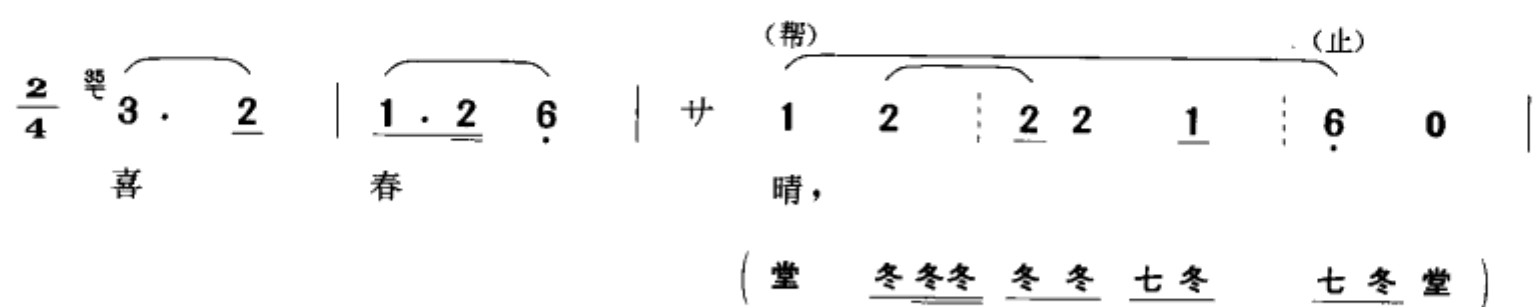 (帮) (止)
2/4 35 3 . 2 | 1 . 2 6 | サ 1 2 2 2 1 6 0 |
喜 春 晴，
( 堂 冬 冬冬 冬 冬 七 冬 七 冬 堂 )